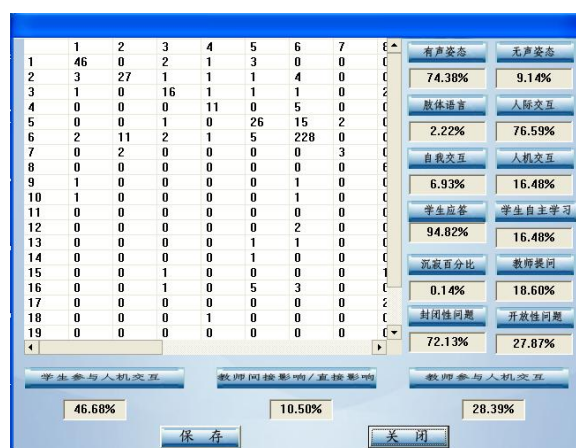 1 2 3 4 5 6 7
1 46 0 2 1 3 0 0
2 3 27 1 1 1 4 0
3 1 0 16 1 1 1 0 2
4 0 0 0 11 0 5 0
5 0 0 1 0 26 15 2
6 2 11 2 1 5 228 0
7 0 2 0 0 0 0 3
8 0 0 0 0 0 0 0
9 1 0 0 0 0 1 0
10 1 0 0 0 0 1 0
11 0 0 0 0 0 0 0
12 0 0 0 0 0 2 0
13 0 0 0 0 1 1 0
14 0 0 0 0 1 0 0
15 0 0 1 0 0 0 0 1
16 0 0 1 0 5 3 0
17 0 0 0 0 0 0 0 2
18 0 0 0 1 0 0 0
19 0 0 0 0 0 0 0
有声姿态 无声姿态
74.38% 9.14%
肢体语言 人际交互
2.22% 76.59%
自我交互 人机交互
6.93% 16.48%
学生应答 学生自主学习
94.82% 16.48%
沉寂百分比 教师提问
0.14% 18.60%
封闭性问题 开放性问题
72.13% 27.87%
学生参与人机交互 教师间接影响/直接影响 教师参与人机交互
46.68% 10.50% 28.39%
保存 关闭